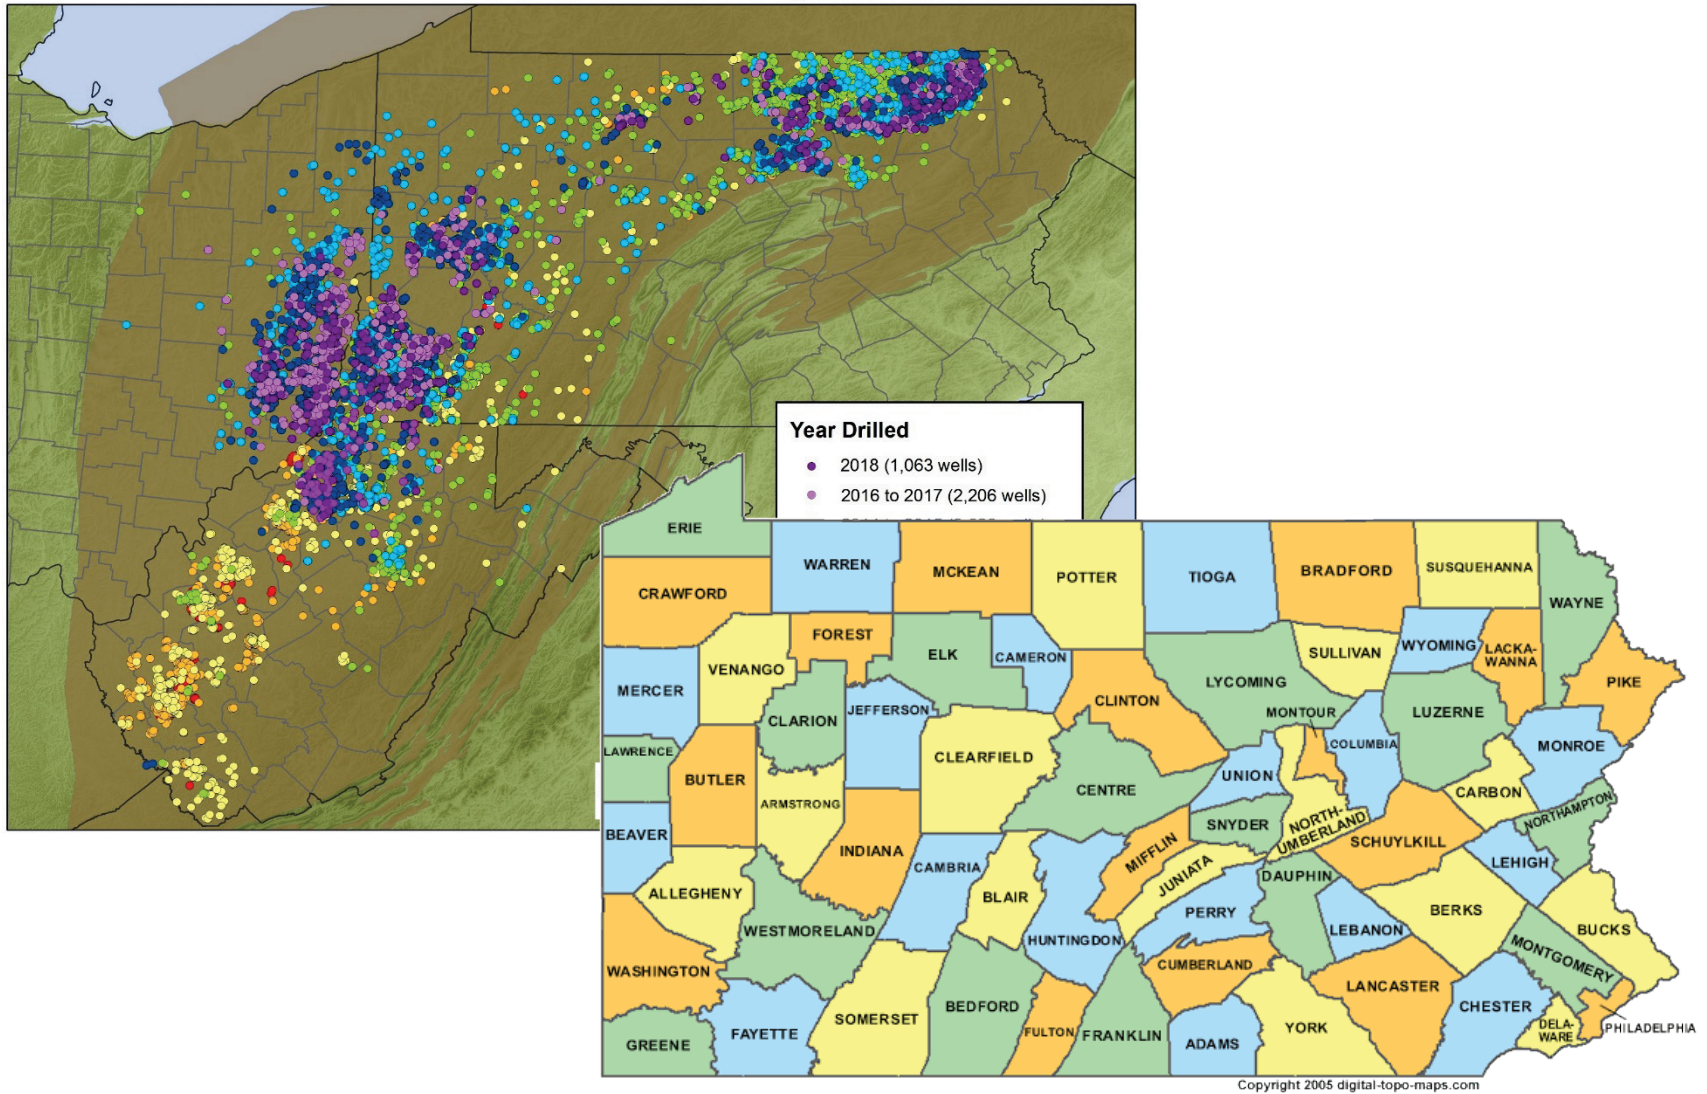 Year Drilled
2018 (1,063 wells)
2016 to 2017 (2,206 wells)
ERIE
WARREN
MCKEAN
POTTER
TIOGA
BRADFORD
SUSQUEHANNA
WAYNE
CRAWFORD
FOREST
VENANGO
ELK
CAMERON
SULLIVAN
WYOMING
LACKA-
WANNA
PIKE
MERCER
CLARION
JEFFERSON
CLINTON
LYCOMING
MONTOUR
LUZERNE
LAWRENCE
COLUMBIA
MONROE
BUTLER
CLEARFIELD
CENTRE
UNION
CARBON
ARMSTRONG
NORTHAMPTON
BEAVER
SNYDER
NORTH-
UMBERLAND
SCHUYLKILL
INDIANA
MIFFLIN
LEHIGH
CAMBRIA
JUNIATA
DAUPHIN
ALLEGHENY
BLAIR
PERRY
BERKS
WESTMORELAND
HUNTINGDON
LEBANON
BUCKS
MONTGOMERY
WASHINGTON
CUMBERLAND
LANCASTER
BEDFORD
CHESTER
SOMERSET
FAYETTE
FULTON
FRANKLIN
YORK
DELA-
WARE
PHILADELPHIA
GREENE
ADAMS
Copyright 2005 digital-topo-maps.com